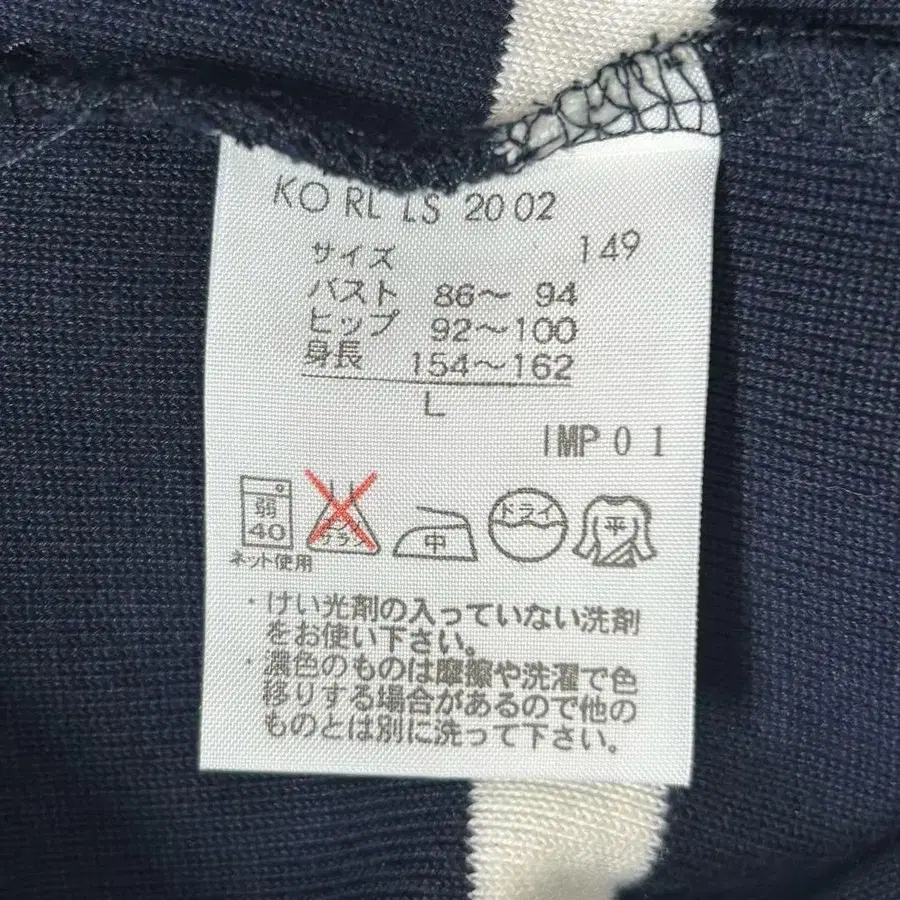 KO RL LS 20 02
サイズ 149
バスト 86～ 94
ヒップ 92～100
身長 154～162
L
IMP 0 1
弱
40
ネット使用
中
ドライ
平
・けい光剤の入っていない洗剤
をお使い下さい。
・濃色のものは摩擦や洗濯で色
移りする場合があるので他の
ものとは別に洗って下さい。